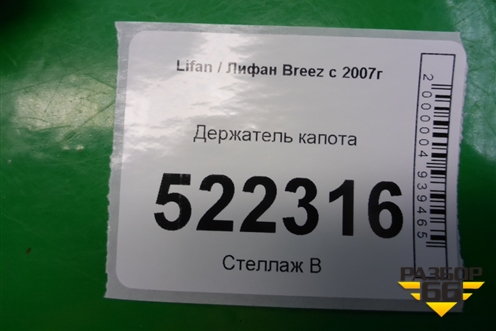 Lifan / Лифан Breez с 2007г
Держатель капота
522316
Стеллаж В
2000004939465
РАЗБОР
66